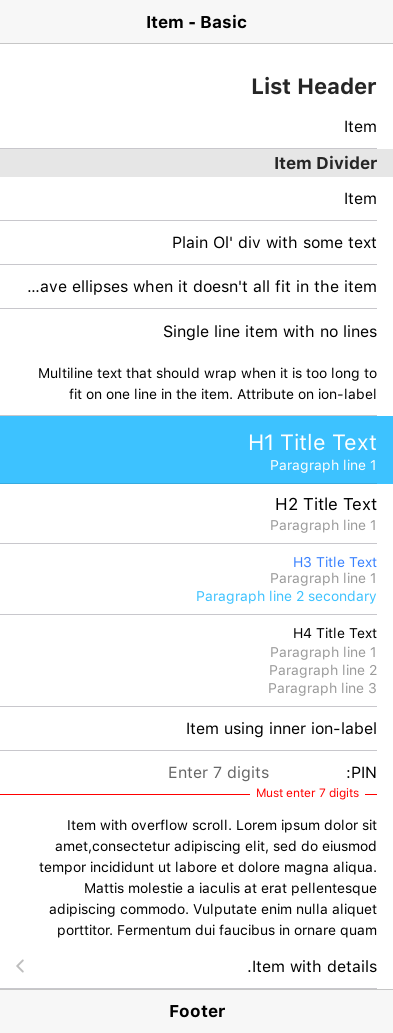 Item - Basic
List Header
Item
Item Divider
Item
Plain Ol' div with some text
...ave ellipses when it doesn't all fit in the item
Single line item with no lines
Multiline text that should wrap when it is too long to
fit on one line in the item. Attribute on ion-label
H1 Title Text
Paragraph line 1
H2 Title Text
Paragraph line 1
H3 Title Text
Paragraph line 1
Paragraph line 2 secondary
H4 Title Text
Paragraph line 1
Paragraph line 2
Paragraph line 3
Item using inner ion-label
:PIN Enter 7 digits
Must enter 7 digits
Item with overflow scroll. Lorem ipsum dolor sit
amet,consectetur adipiscing elit, sed do eiusmod
tempor incididunt ut labore et dolore magna aliqua.
Mattis molestie a iaculis at erat pellentesque
adipiscing commodo. Vulputate enim nulla aliquet
porttitor. Fermentum dui faucibus in ornare quam
.Item with details
Footer